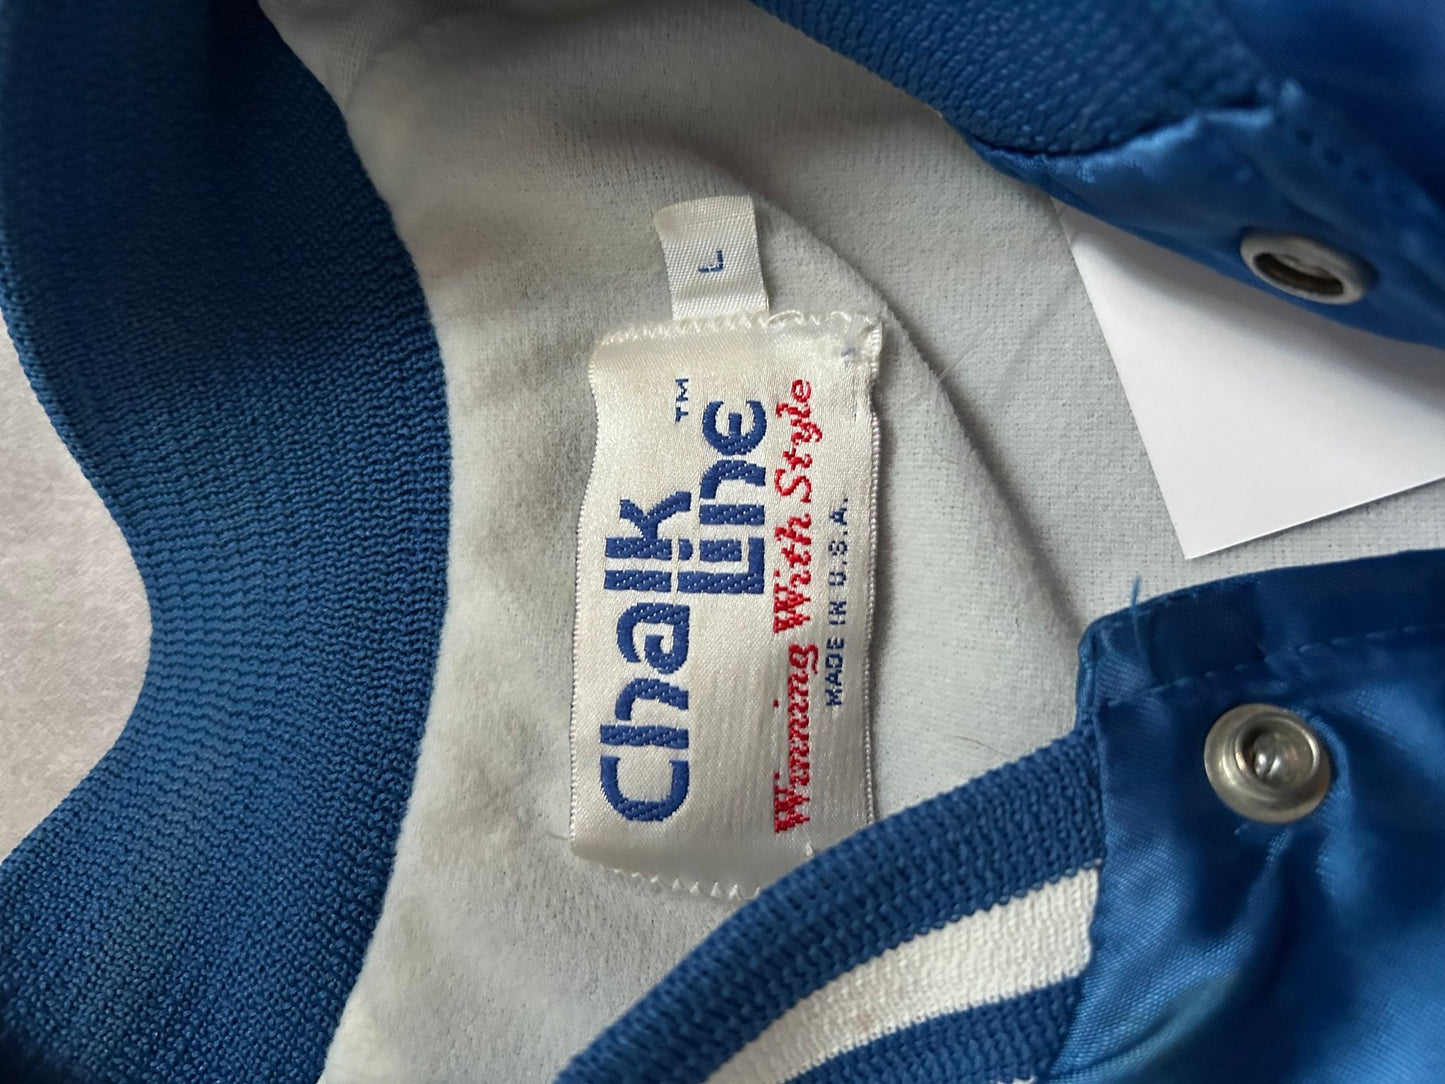 L
Chalk
Line™
Winning With Style
MADE IN U.S.A.